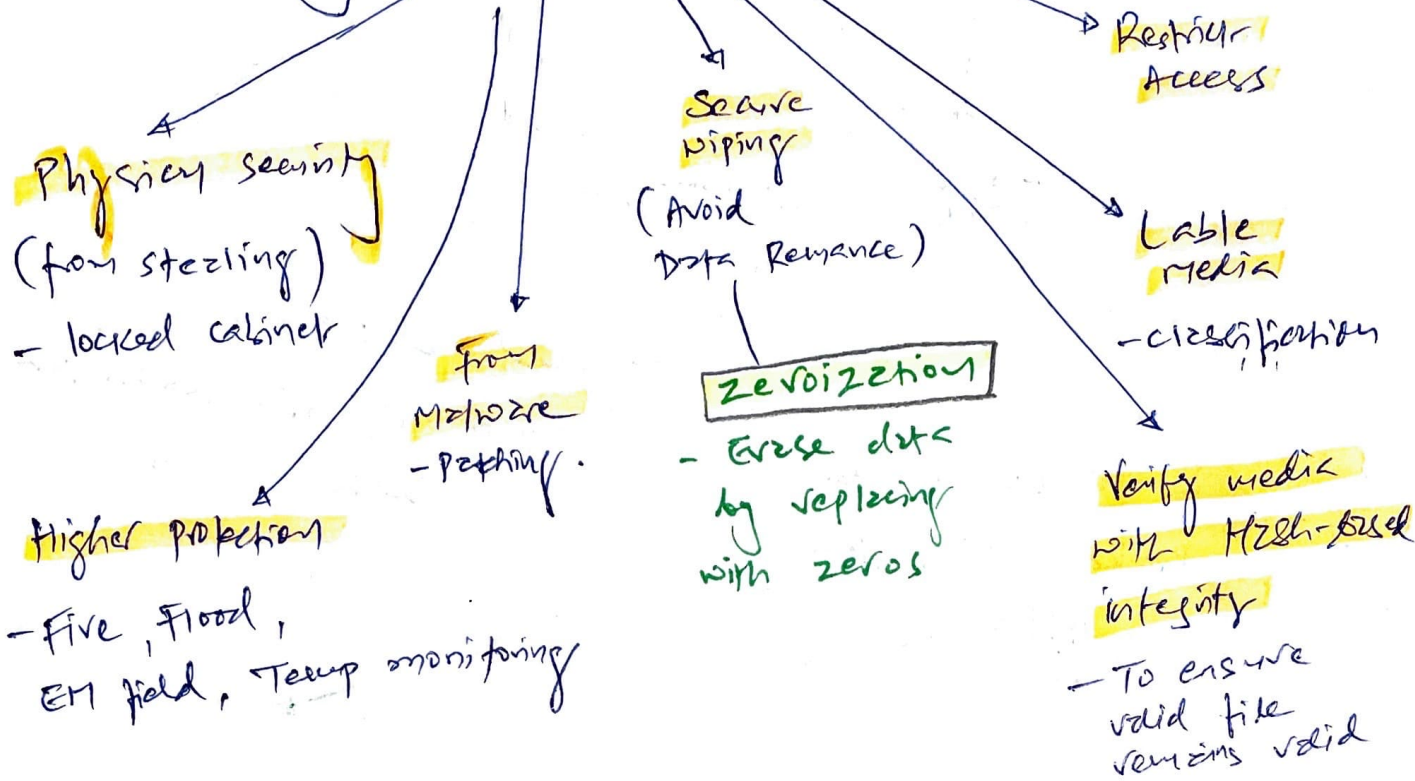 Restrict
Access
Physical security
(from stealing)
- locked cabinet
Higher protection
- Fire, Flood,
EM field, Temp monitoring
From
Malware
- Patching.
Secure
Wiping
(Avoid
Data Remance)
Zeroization
- Erase data
by replacing
with zeros
Lable
Media
- classification
Verify media
with Hash-based
integrity
- To ensure
valid file
remains valid